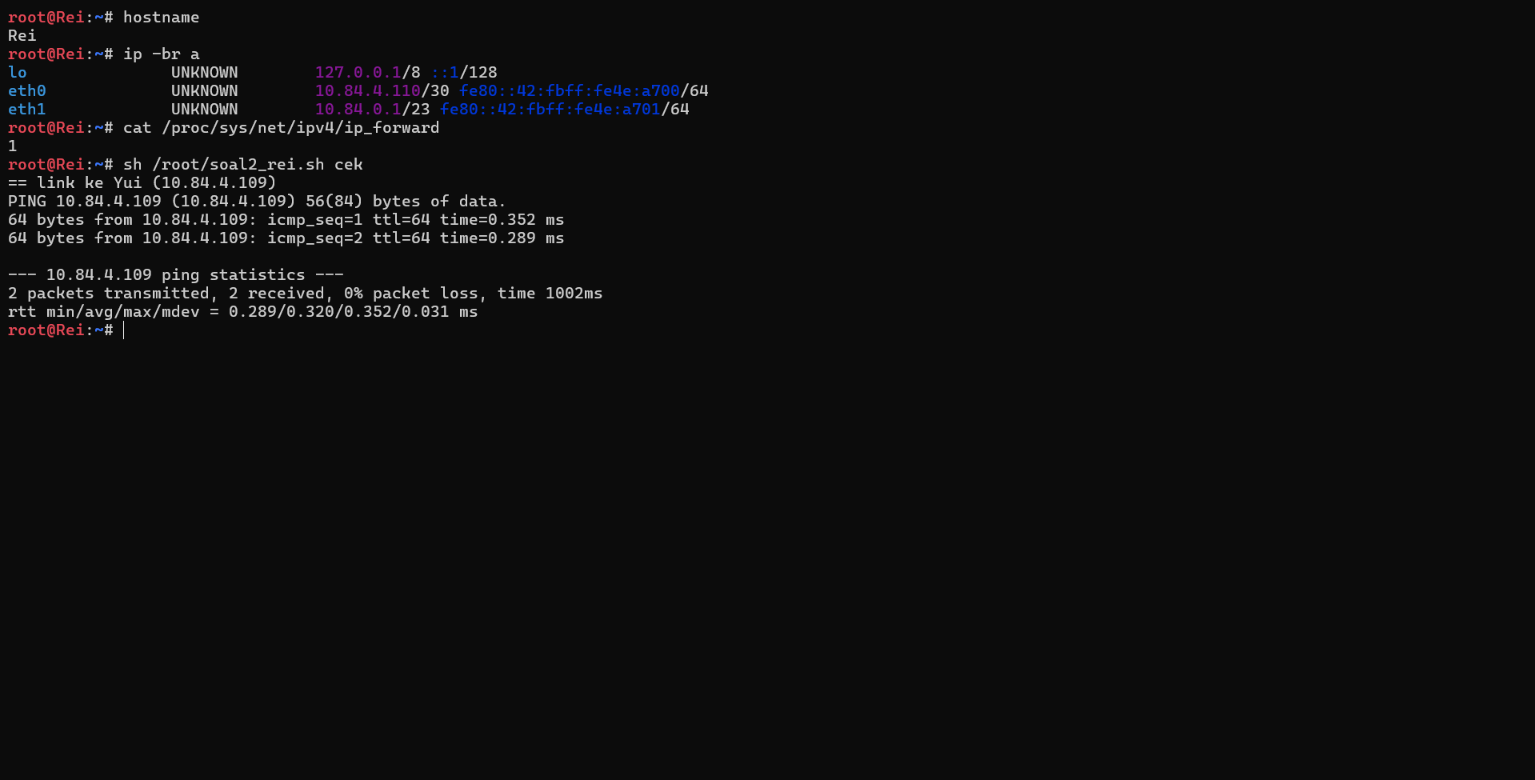 root@Rei:~# hostname
Rei
root@Rei:~# ip -br a
lo               UNKNOWN        127.0.0.1/8 ::1/128
eth0             UNKNOWN        10.84.4.110/30 fe80::42:fbff:fe4e:a700/64
eth1             UNKNOWN        10.84.0.1/23 fe80::42:fbff:fe4e:a701/64
root@Rei:~# cat /proc/sys/net/ipv4/ip_forward
1
root@Rei:~# sh /root/soal2_rei.sh cek
== link ke Yui (10.84.4.109)
PING 10.84.4.109 (10.84.4.109) 56(84) bytes of data.
64 bytes from 10.84.4.109: icmp_seq=1 ttl=64 time=0.352 ms
64 bytes from 10.84.4.109: icmp_seq=2 ttl=64 time=0.289 ms

--- 10.84.4.109 ping statistics ---
2 packets transmitted, 2 received, 0% packet loss, time 1002ms
rtt min/avg/max/mdev = 0.289/0.320/0.352/0.031 ms
root@Rei:~#